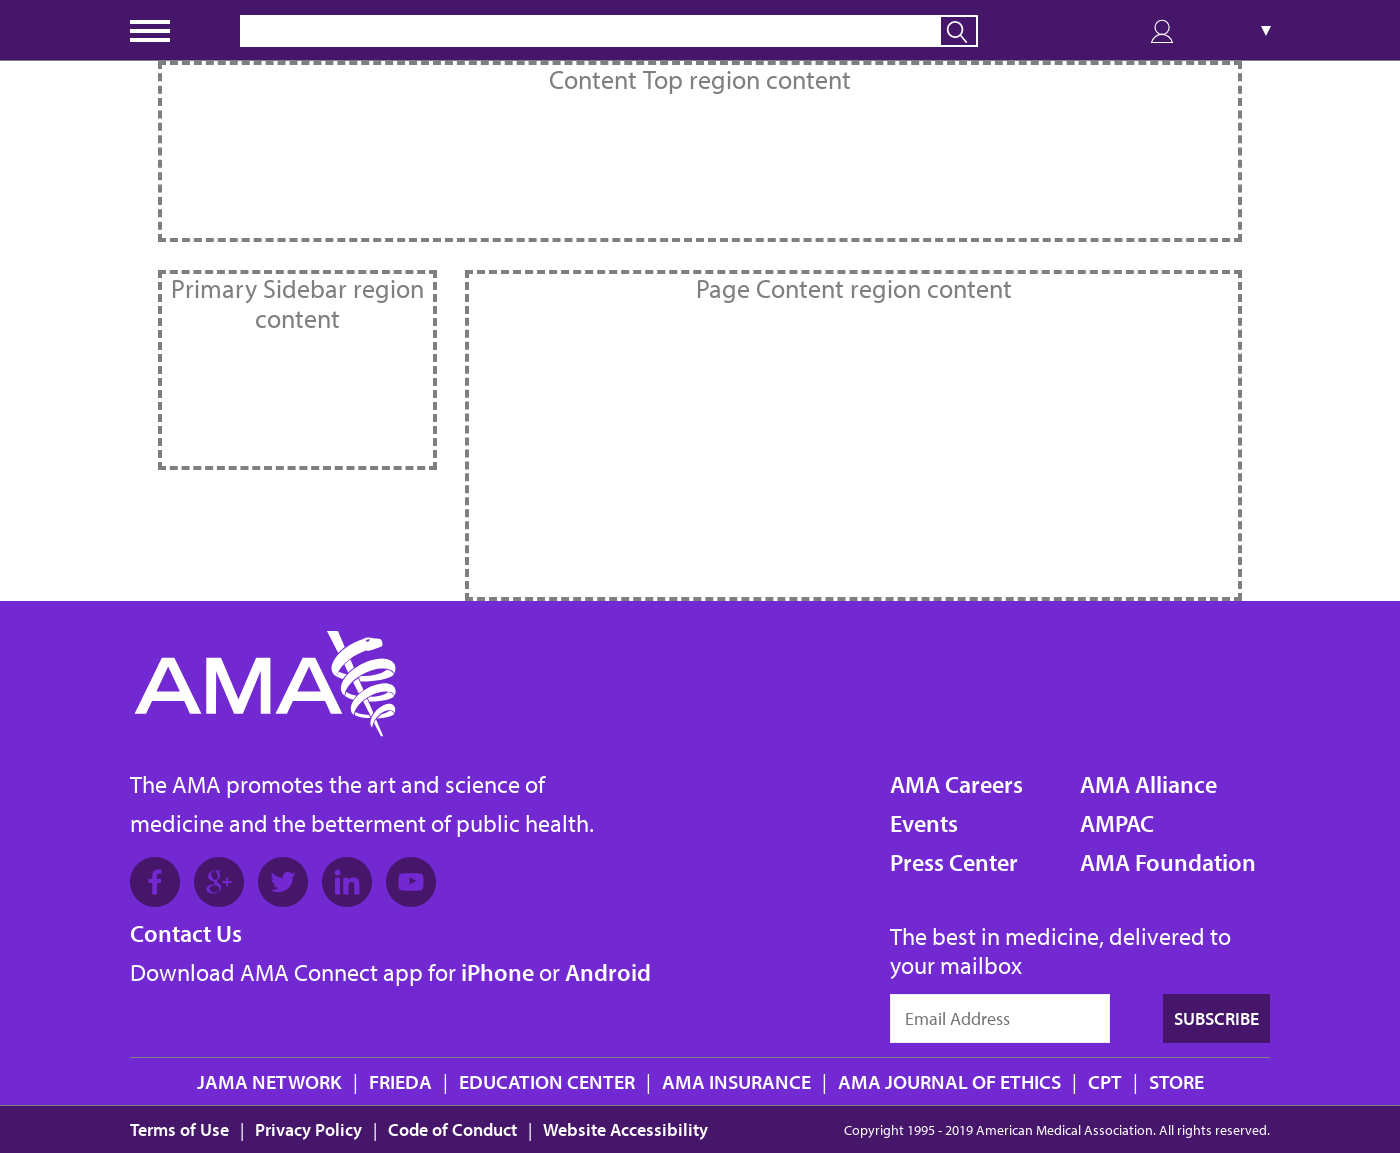 Content Top region content
Primary Sidebar region
content
Page Content region content
AMA
The AMA promotes the art and science of
medicine and the betterment of public health.
g+
in
Contact Us
Download AMA Connect app for iPhone or Android
AMA Careers
Events
Press Center
AMA Alliance
AMPAC
AMA Foundation
The best in medicine, delivered to
your mailbox
Email Address
SUBSCRIBE
JAMA NETWORK | FRIEDA | EDUCATION CENTER | AMA INSURANCE | AMA JOURNAL OF ETHICS | CPT | STORE
Terms of Use | Privacy Policy | Code of Conduct | Website Accessibility
Copyright 1995 - 2019 American Medical Association. All rights reserved.